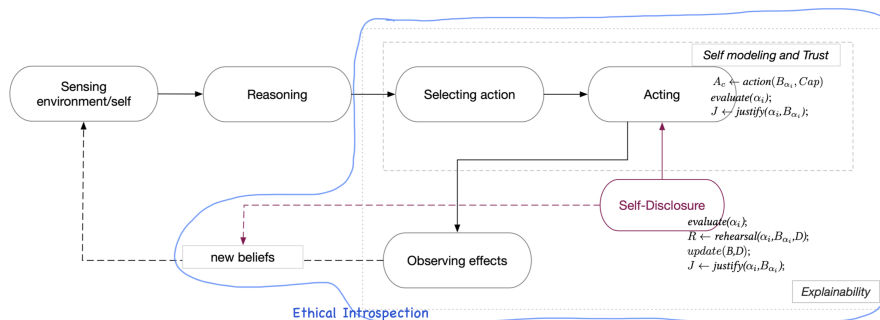 Self modeling and Trust
Sensing
environment/self
Reasoning
Selecting action
Acting
A_c ← action(B_{α_i}, Cap)
evaluate(α_i);
J ← justify(α_i, B_{α_i});
Self-Disclosure
evaluate(α_i);
R ← rehearsal(α_i, B_{α_i}, D);
update(B, D);
J ← justify(α_i, B_{α_i});
new beliefs
Observing effects
Explainability
Ethical Introspection